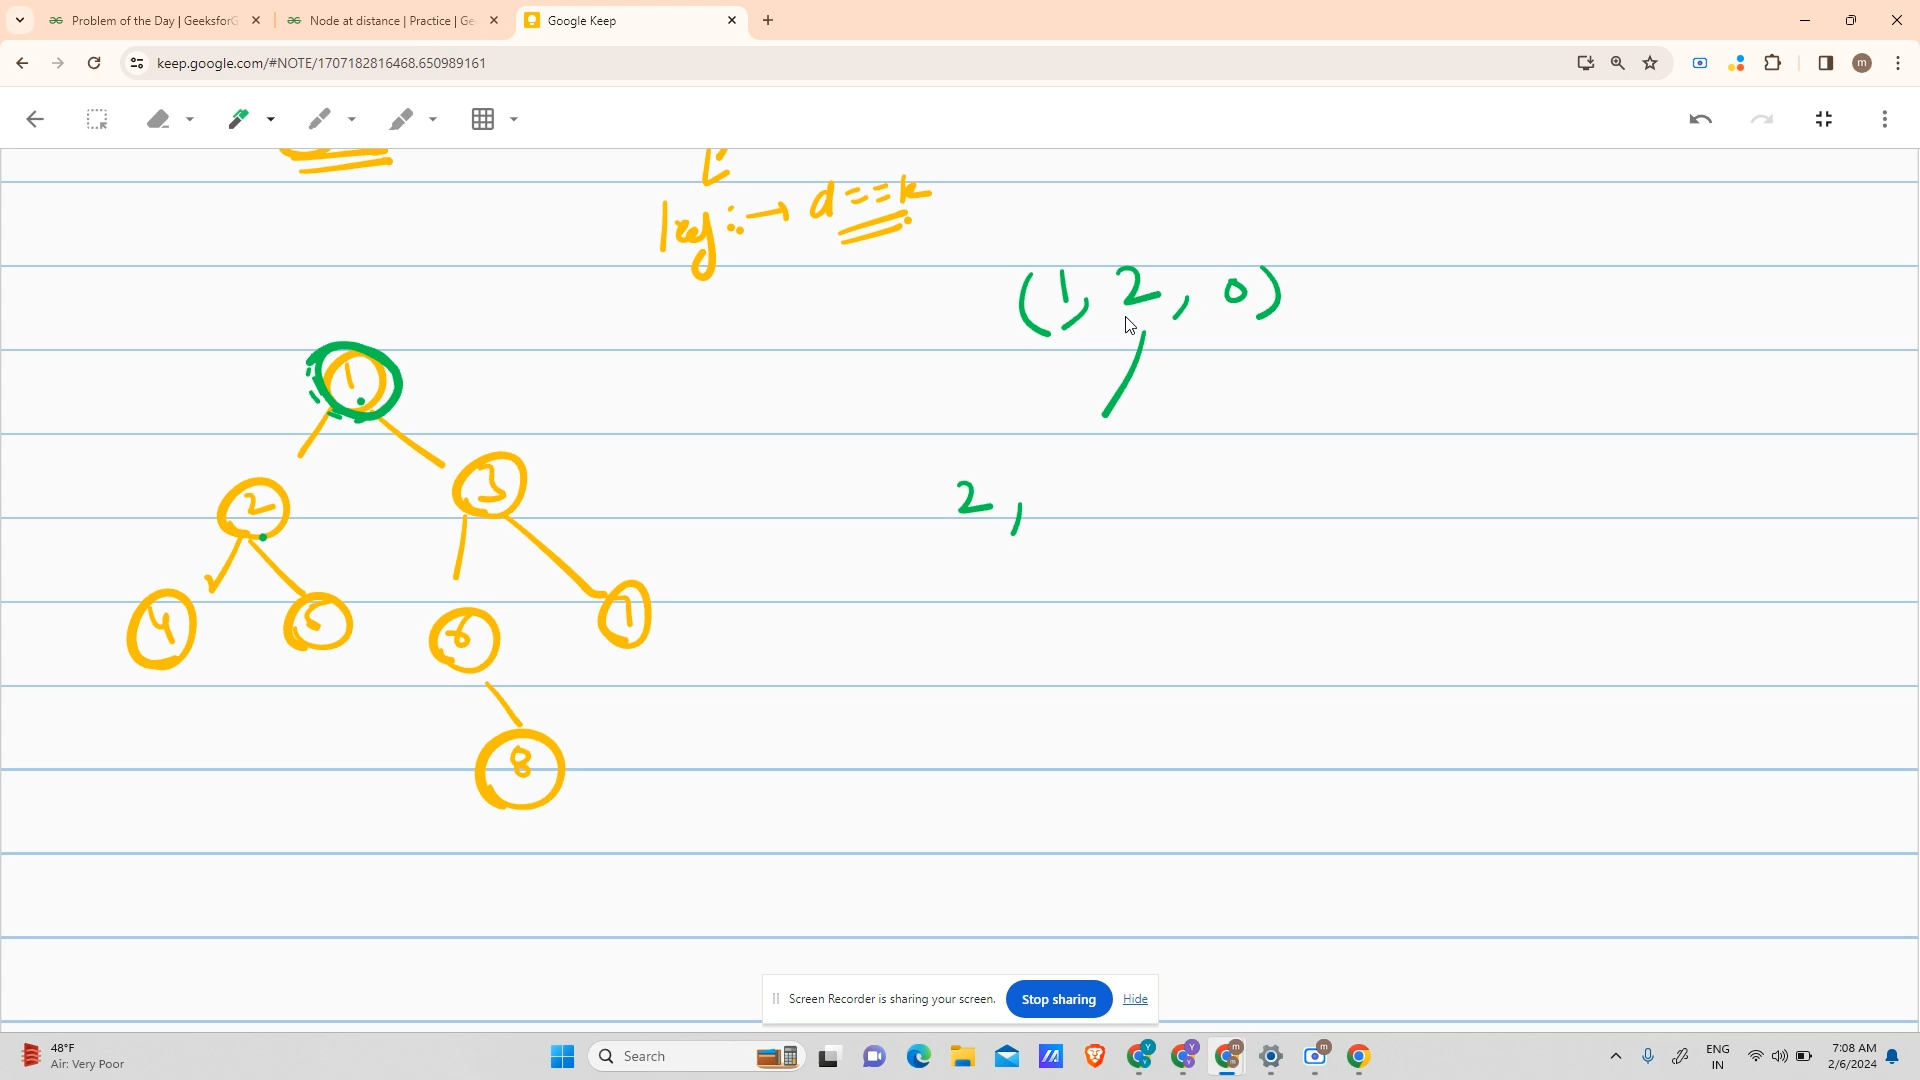 Problem of the Day | GeeksforG
Node at distance | Practice | Ge
Google Keep
keep.google.com/#NOTE/1707182816468.650989161
m
d==k
(1, 2, 0)
1
2
3
2,
4
5
6
7
8
Screen Recorder is sharing your screen.
Stop sharing
Hide
48°F
Air: Very Poor
Search
ENG
IN
7:08 AM
2/6/2024